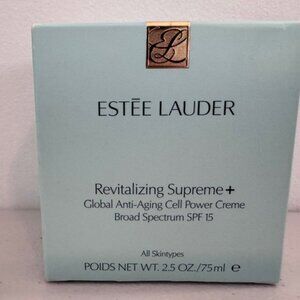 ESTĒE LAUDER
Revitalizing Supreme+
Global Anti-Aging Cell Power Creme
Broad Spectrum SPF 15
All Skintypes
POIDS NET WT. 2.5 OZ./75ml ℮